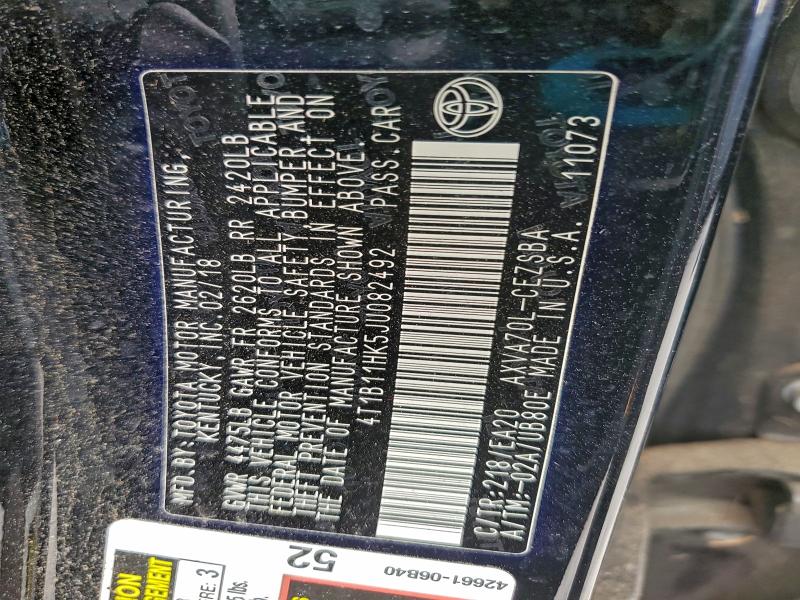 MFD BY: TOYOTA MOTOR MANUFACTURING,
KENTUCKY, INC. 02/18
GVWR 4475LB GAWR FR 2620LB RR 2420LB
THIS VEHICLE CONFORMS TO ALL APPLICABLE
FEDERAL MOTOR VEHICLE SAFETY, BUMPER, AND
THEFT PREVENTION STANDARDS IN EFFECT ON
THE DATE OF MANUFACTURE SHOWN ABOVE.
4T1B11HK5JU082492 PASS. CAR
C/TR: 218/EA20 AXVA70L-CEZSBA
A/TM: -02A/UB80E MADE IN U.S.A. 11073
52
42661-06B40